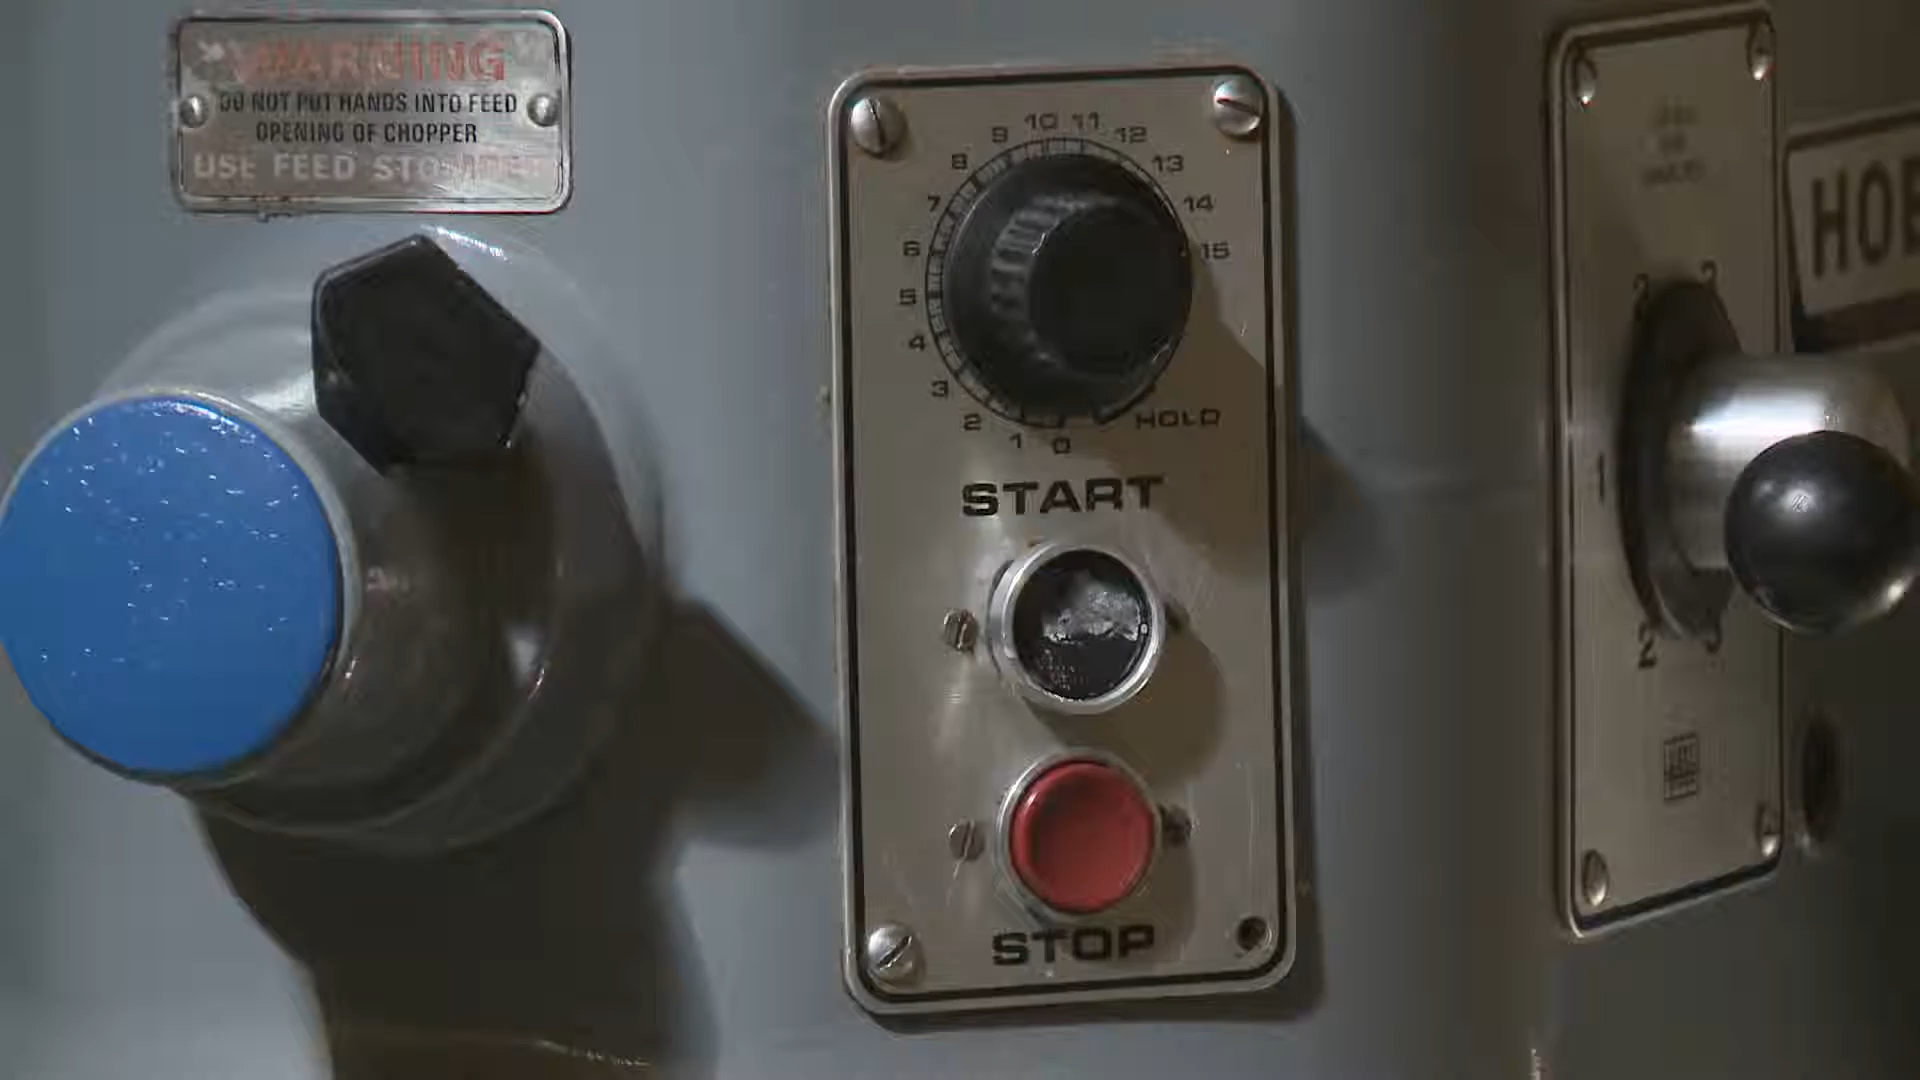 WARNING
DO NOT PUT HANDS INTO FEED
OPENING OF CHOPPER
USE FEED
0
1
2
3
4
5
6
7
8
9
10
11
12
13
14
15
HOLD
START
STOP
1
2
3